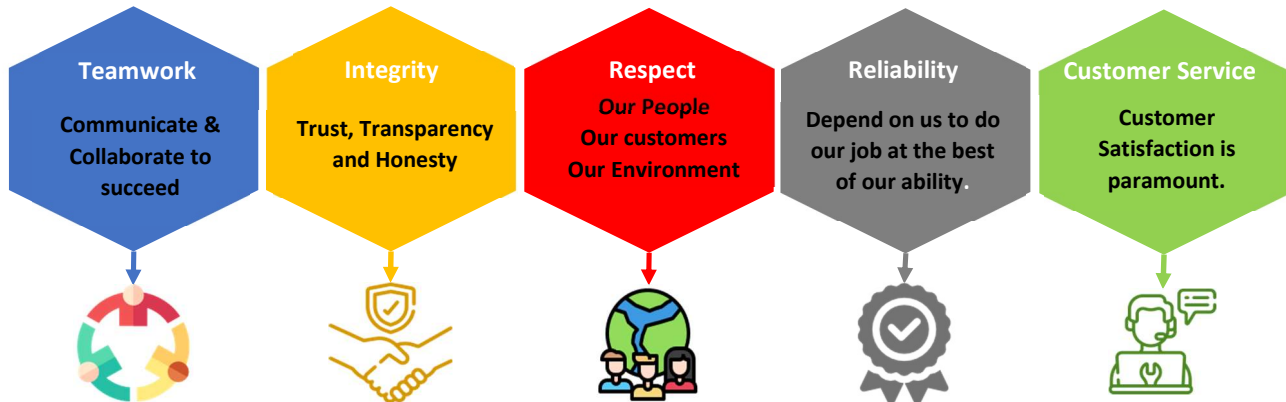 Teamwork
Communicate &
Collaborate to
succeed
Integrity
Trust, Transparency
and Honesty
Respect
Our People
Our customers
Our Environment
Reliability
Depend on us to do
our job at the best
of our ability.
Customer Service
Customer
Satisfaction is
paramount.